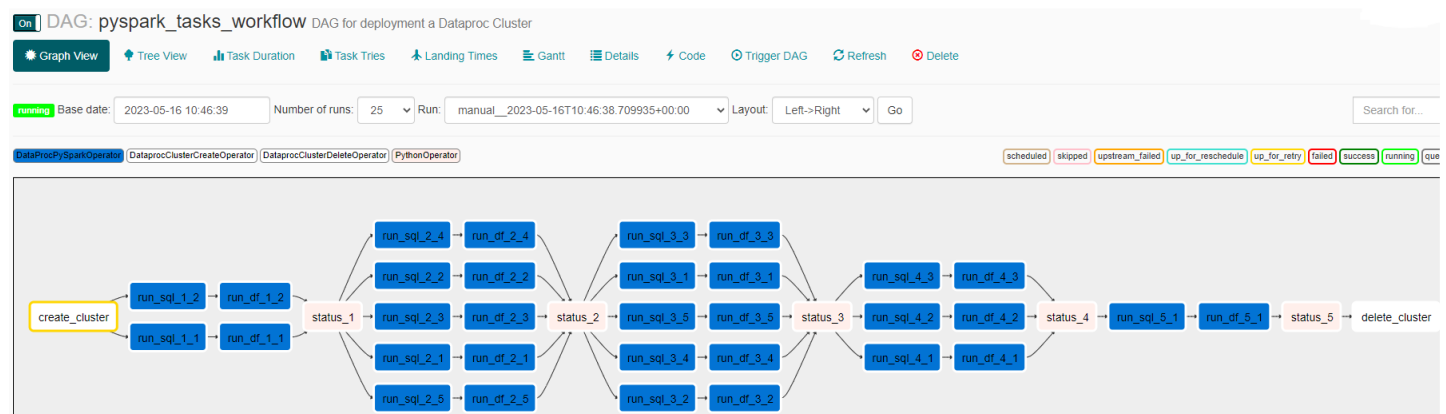 On DAG: pyspark_tasks_workflow DAG for deployment a Dataproc Cluster
Graph View Tree View Task Duration Task Tries Landing Times Gantt Details Code Trigger DAG Refresh Delete
running Base date: 2023-05-16 10:46:39 Number of runs: 25 Run: manual__2023-05-16T10:46:38.709935+00:00 Layout: Left->Right Go Search for...
DataProcPySparkOperator DataprocClusterCreateOperator DataprocClusterDeleteOperator PythonOperator scheduled skipped upstream_failed up_for_reschedule up_for_retry failed success running que
run_sql_2_4 run_df_2_4 run_sql_3_3 run_df_3_3
run_sql_2_2 run_df_2_2 run_sql_3_1 run_df_3_1 run_sql_4_3 run_df_4_3
run_sql_1_2 run_df_1_2
create_cluster status_1 run_sql_2_3 run_df_2_3 status_2 run_sql_3_5 run_df_3_5 status_3 run_sql_4_2 run_df_4_2 status_4 run_sql_5_1 run_df_5_1 status_5 delete_cluster
run_sql_1_1 run_df_1_1
run_sql_2_1 run_df_2_1 run_sql_3_4 run_df_3_4 run_sql_4_1 run_df_4_1
run_sql_2_5 run_df_2_5 run_sql_3_2 run_df_3_2